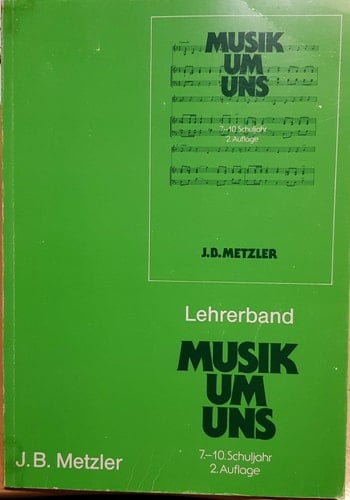 MUSIK
UM
UNS
7.–10. Schuljahr
2. Auflage
J.B. METZLER
Lehrerband
MUSIK
UM
UNS
7.–10. Schuljahr
2. Auflage
J.B. Metzler